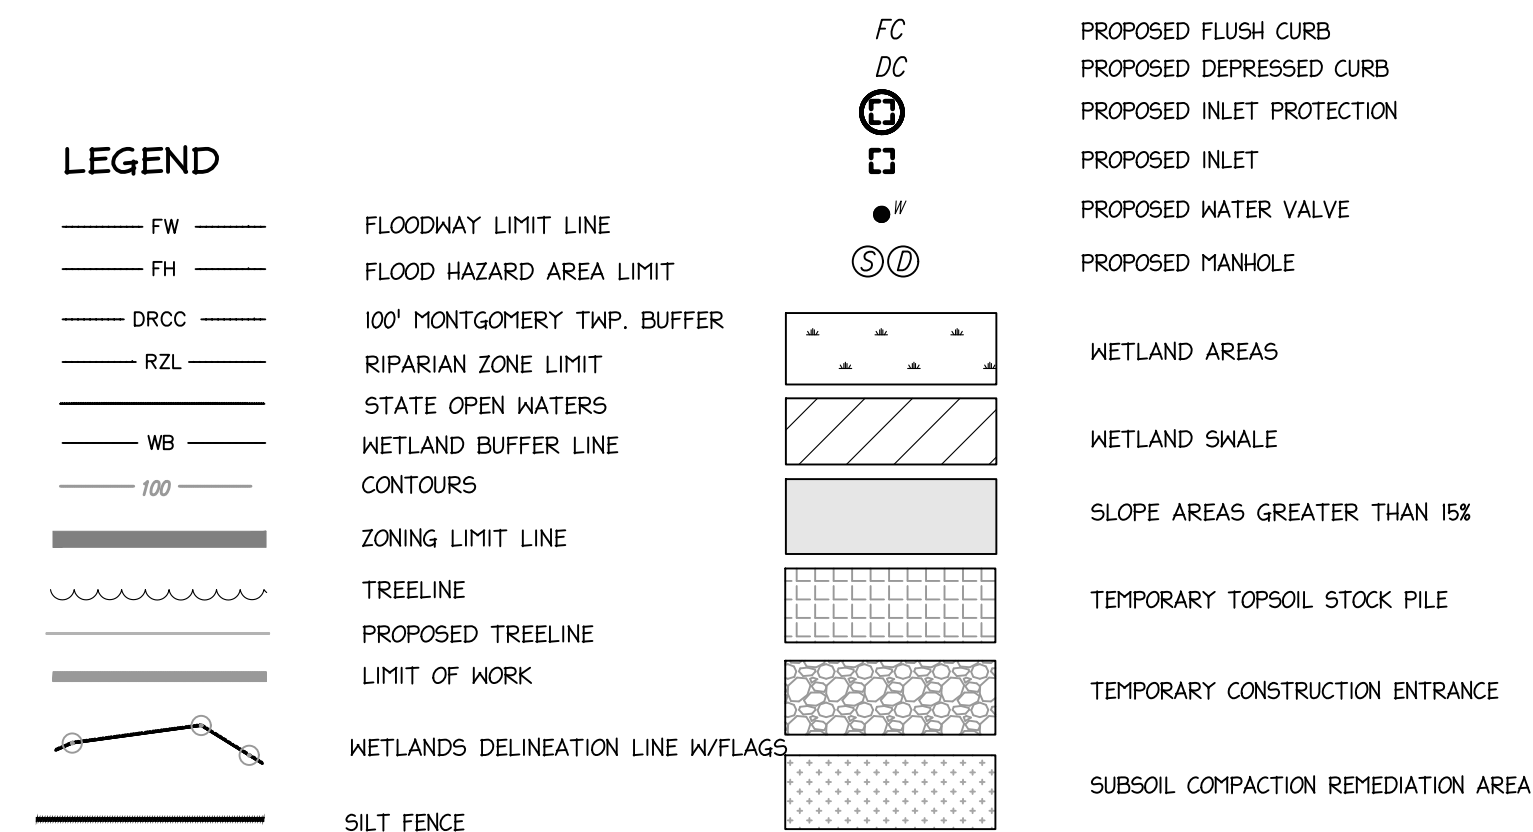 LEGEND
FW FLOODWAY LIMIT LINE
FH FLOOD HAZARD AREA LIMIT
DRCC 100' MONTGOMERY TWP. BUFFER
RZL RIPARIAN ZONE LIMIT
STATE OPEN WATERS
WB WETLAND BUFFER LINE
100 CONTOURS
ZONING LIMIT LINE
TREELINE
PROPOSED TREELINE
LIMIT OF WORK
WETLANDS DELINEATION LINE W/FLAGS
SILT FENCE
FC PROPOSED FLUSH CURB
DC PROPOSED DEPRESSED CURB
PROPOSED INLET PROTECTION
PROPOSED INLET
W PROPOSED WATER VALVE
S D PROPOSED MANHOLE
WETLAND AREAS
WETLAND SWALE
SLOPE AREAS GREATER THAN 15%
TEMPORARY TOPSOIL STOCK PILE
TEMPORARY CONSTRUCTION ENTRANCE
SUBSOIL COMPACTION REMEDIATION AREA